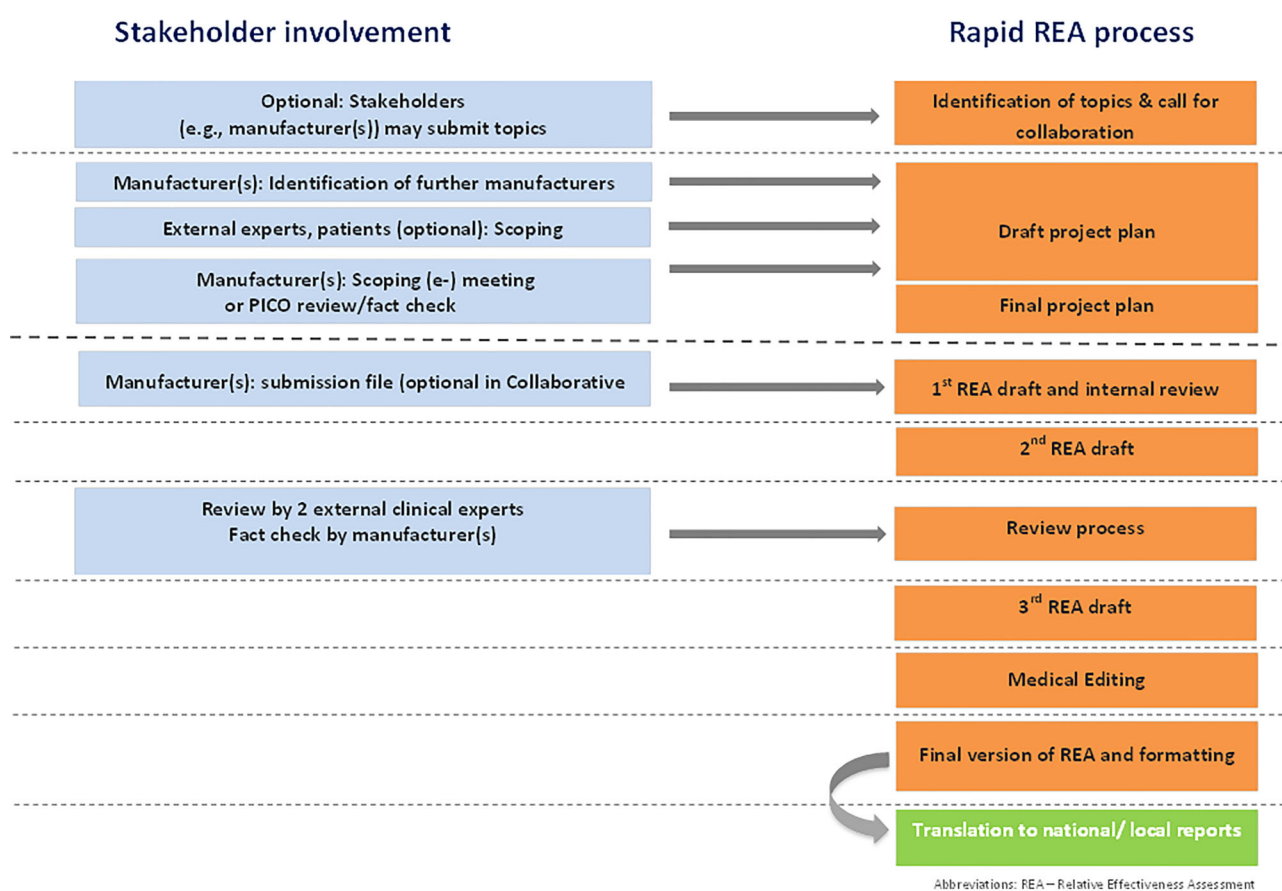 Stakeholder involvement
Rapid REA process
Optional: Stakeholders
(e.g., manufacturer(s)) may submit topics
Identification of topics & call for
collaboration
Manufacturer(s): Identification of further manufacturers
External experts, patients (optional): Scoping
Manufacturer(s): Scoping (e-) meeting
or PICO review/fact check
Draft project plan
Final project plan
Manufacturer(s): submission file (optional in Collaborative
1st REA draft and internal review
2nd REA draft
Review by 2 external clinical experts
Fact check by manufacturer(s)
Review process
3rd REA draft
Medical Editing
Final version of REA and formatting
Translation to national/ local reports
Abbreviations: REA – Relative Effectiveness Assessment